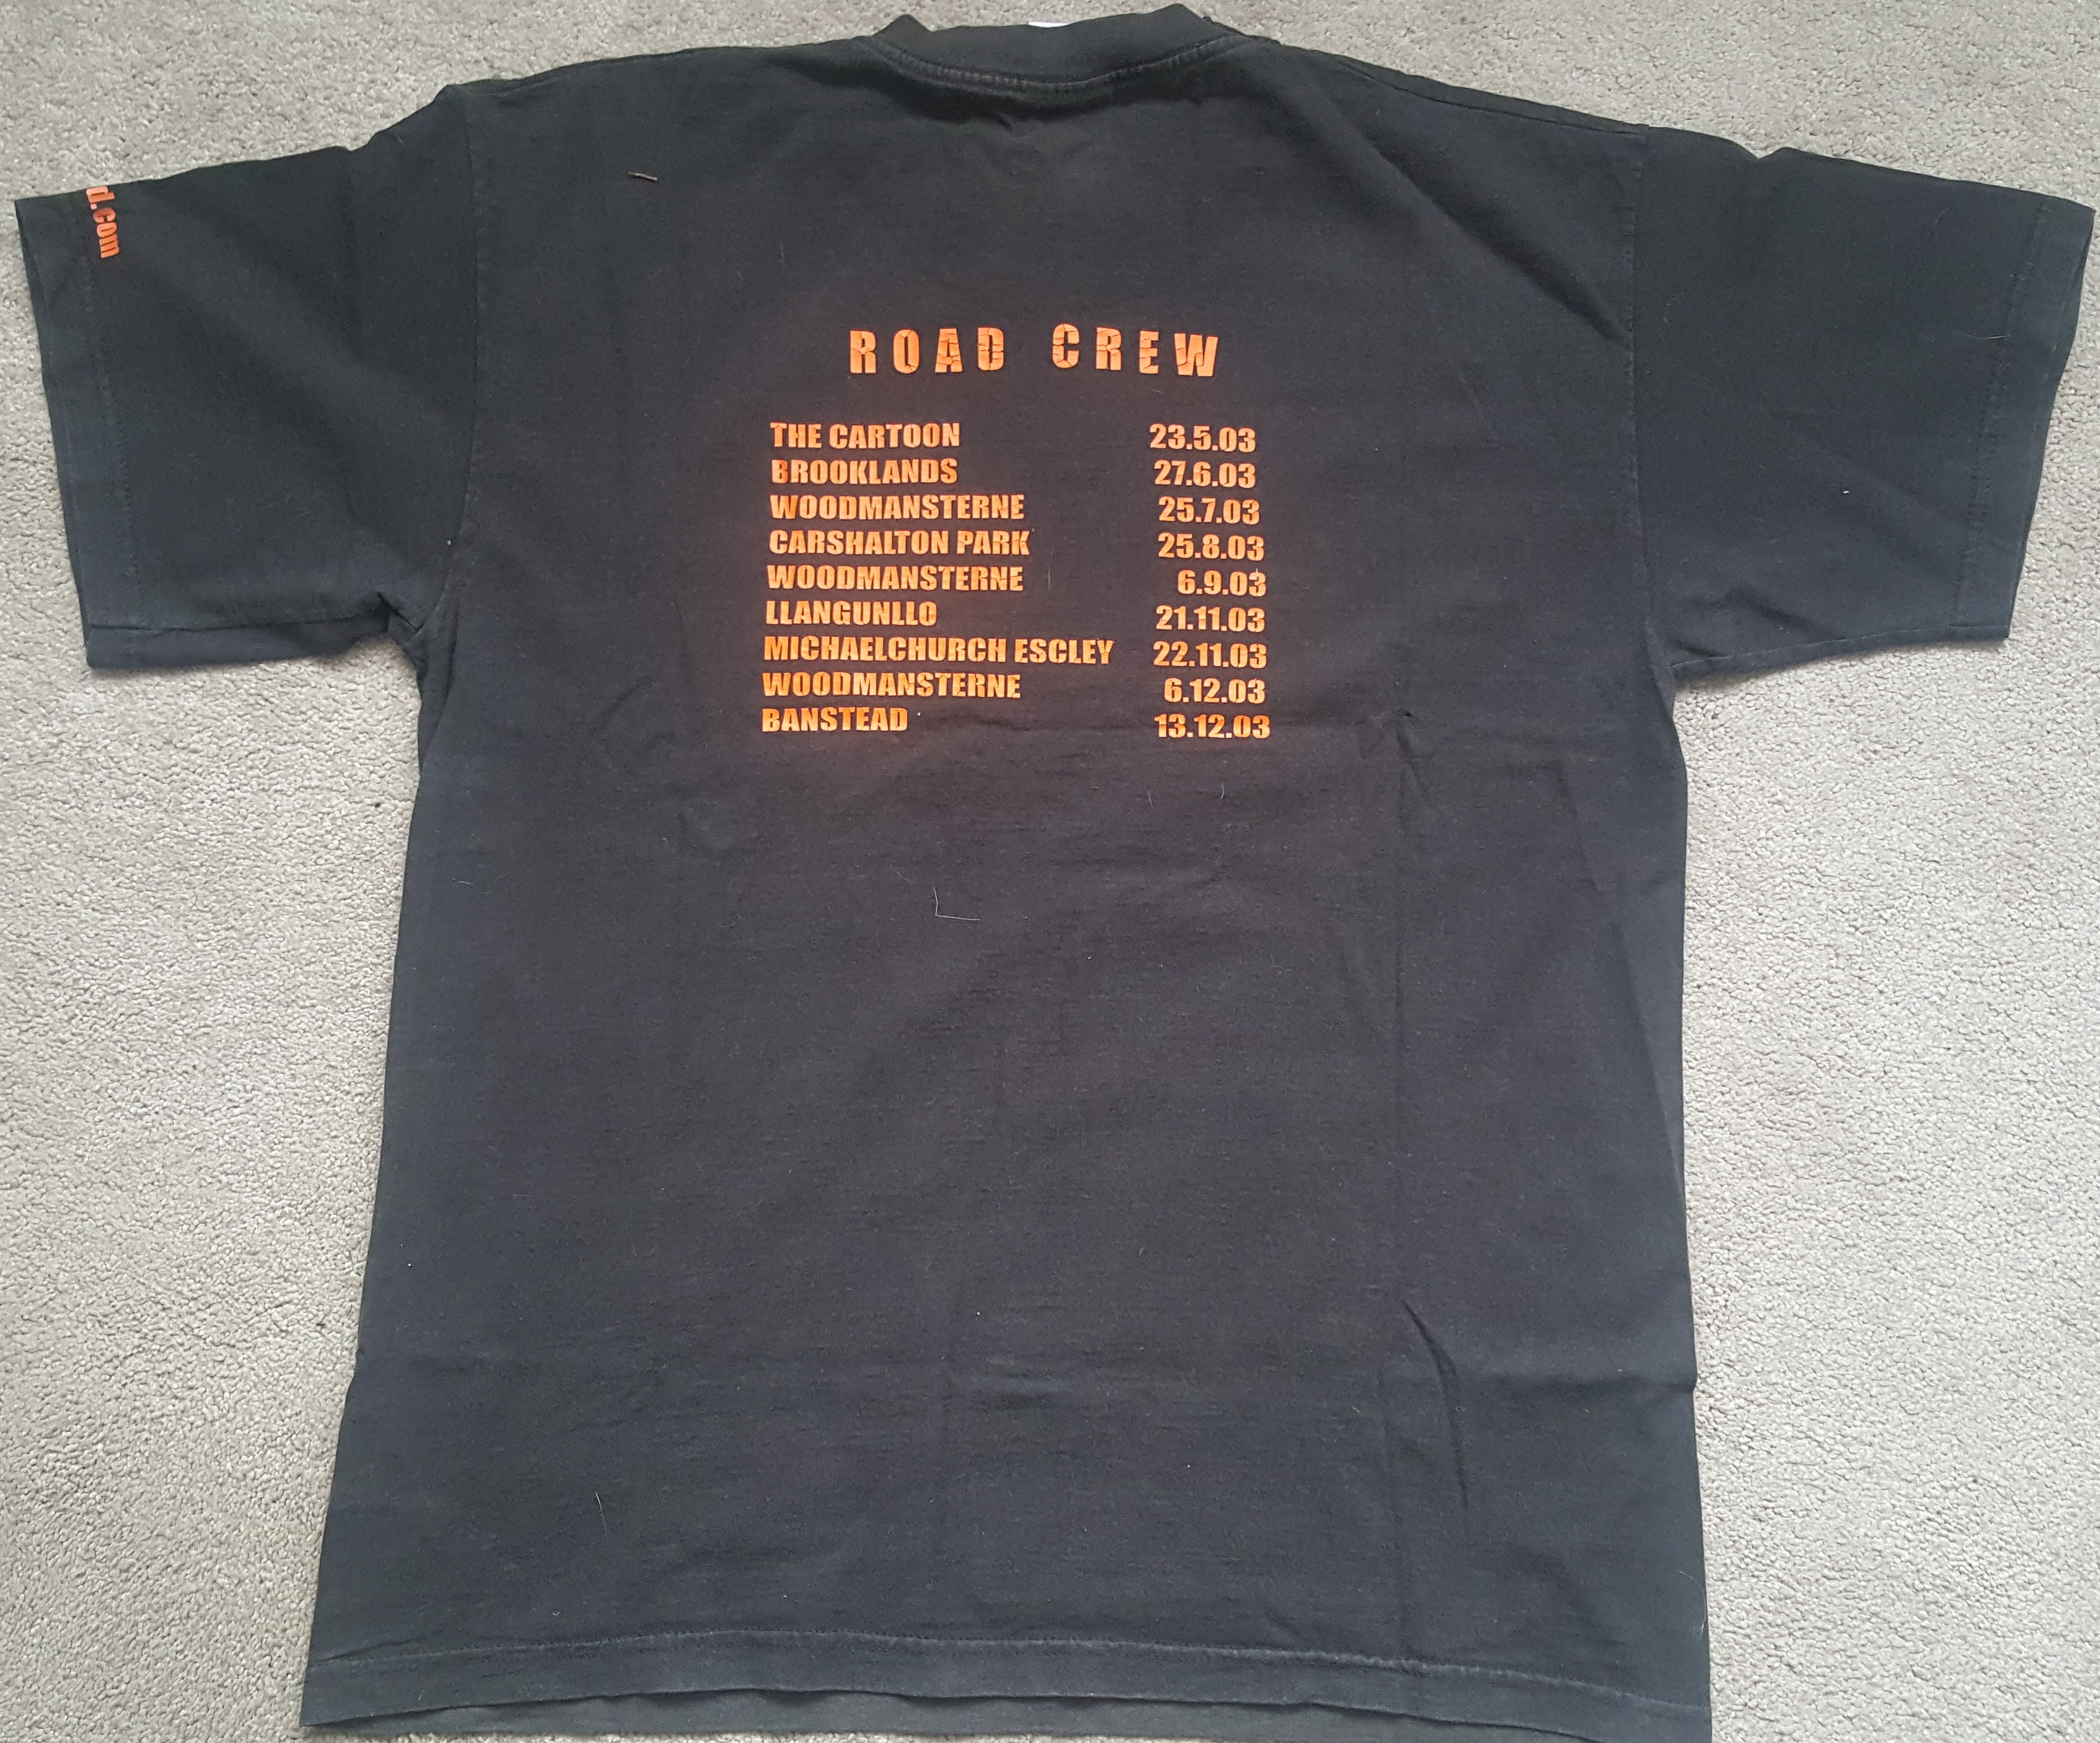 d.com
ROAD CREW
THE CARTOON 23.5.03
BROOKLANDS 27.6.03
WOODMANSTERNE 25.7.03
CARSHALTON PARK 25.8.03
WOODMANSTERNE 6.9.03
LLANGUNLLO 21.11.03
MICHAELCHURCH ESCLEY 22.11.03
WOODMANSTERNE 6.12.03
BANSTEAD 13.12.03